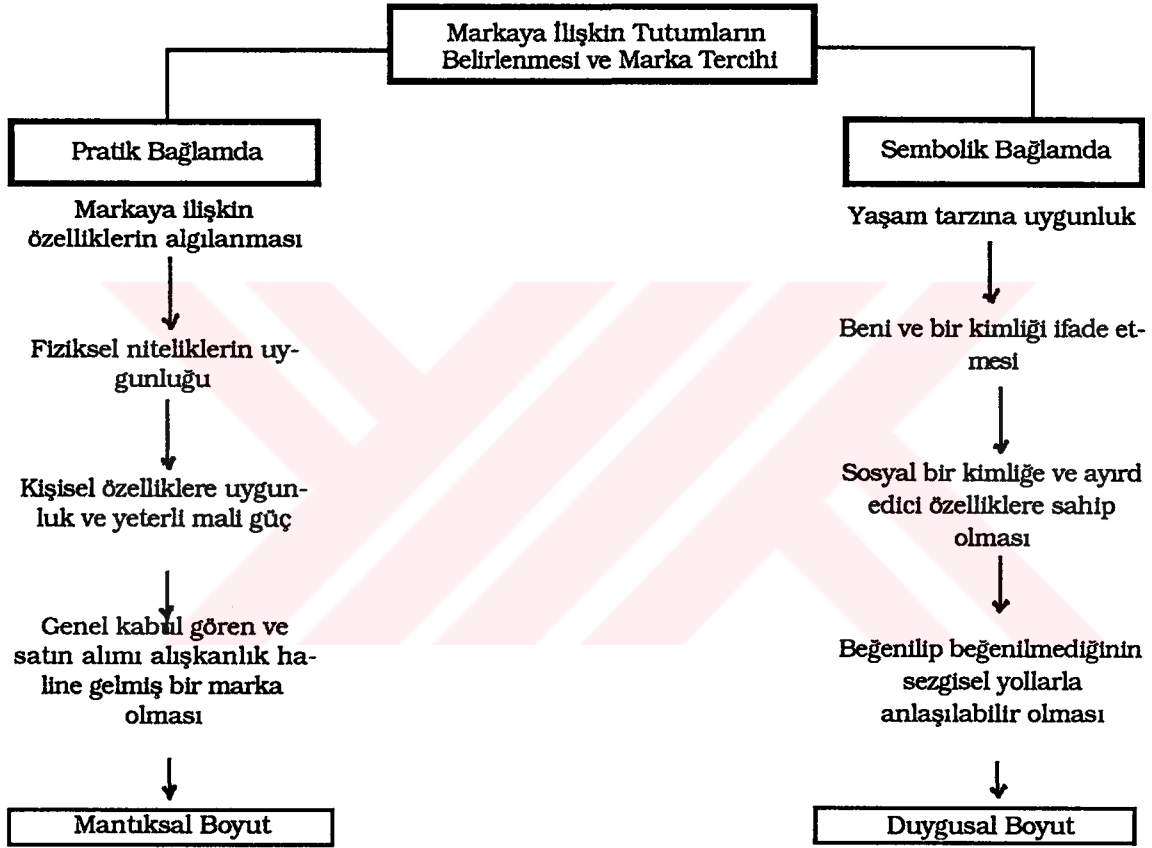 Markaya İlişkin Tutumların
Belirlenmesi ve Marka Tercihi
Pratik Bağlamda
Markaya ilişkin
özelliklerin algılanması
Fiziksel niteliklerin uy-
gunluğu
Kişisel özelliklere uygun-
luk ve yeterli mali güç
Genel kabul gören ve
satın alımı alışkanlık ha-
line gelmiş bir marka
olması
Mantıksal Boyut
Sembolik Bağlamda
Yaşam tarzına uygunluk
Beni ve bir kimliği ifade et-
mesi
Sosyal bir kimliğe ve ayırd
edici özelliklere sahip
olması
Beğenilip beğenilmediğinin
sezgisel yollarla
anlaşılabilir olması
Duygusal Boyut